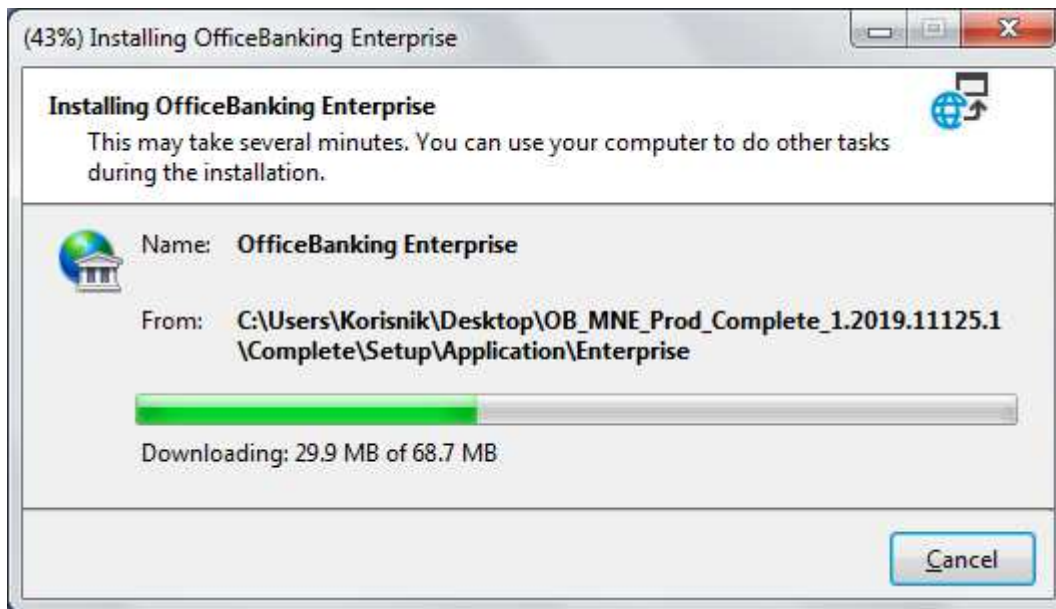 (43%) Installing OfficeBanking Enterprise
Installing OfficeBanking Enterprise
This may take several minutes. You can use your computer to do other tasks
during the installation.
Name: OfficeBanking Enterprise
From: C:\Users\Korisnik\Desktop\OB_MNE_Prod_Complete_1.2019.11125.1
\Complete\Setup\Application\Enterprise
Downloading: 29.9 MB of 68.7 MB
Cancel